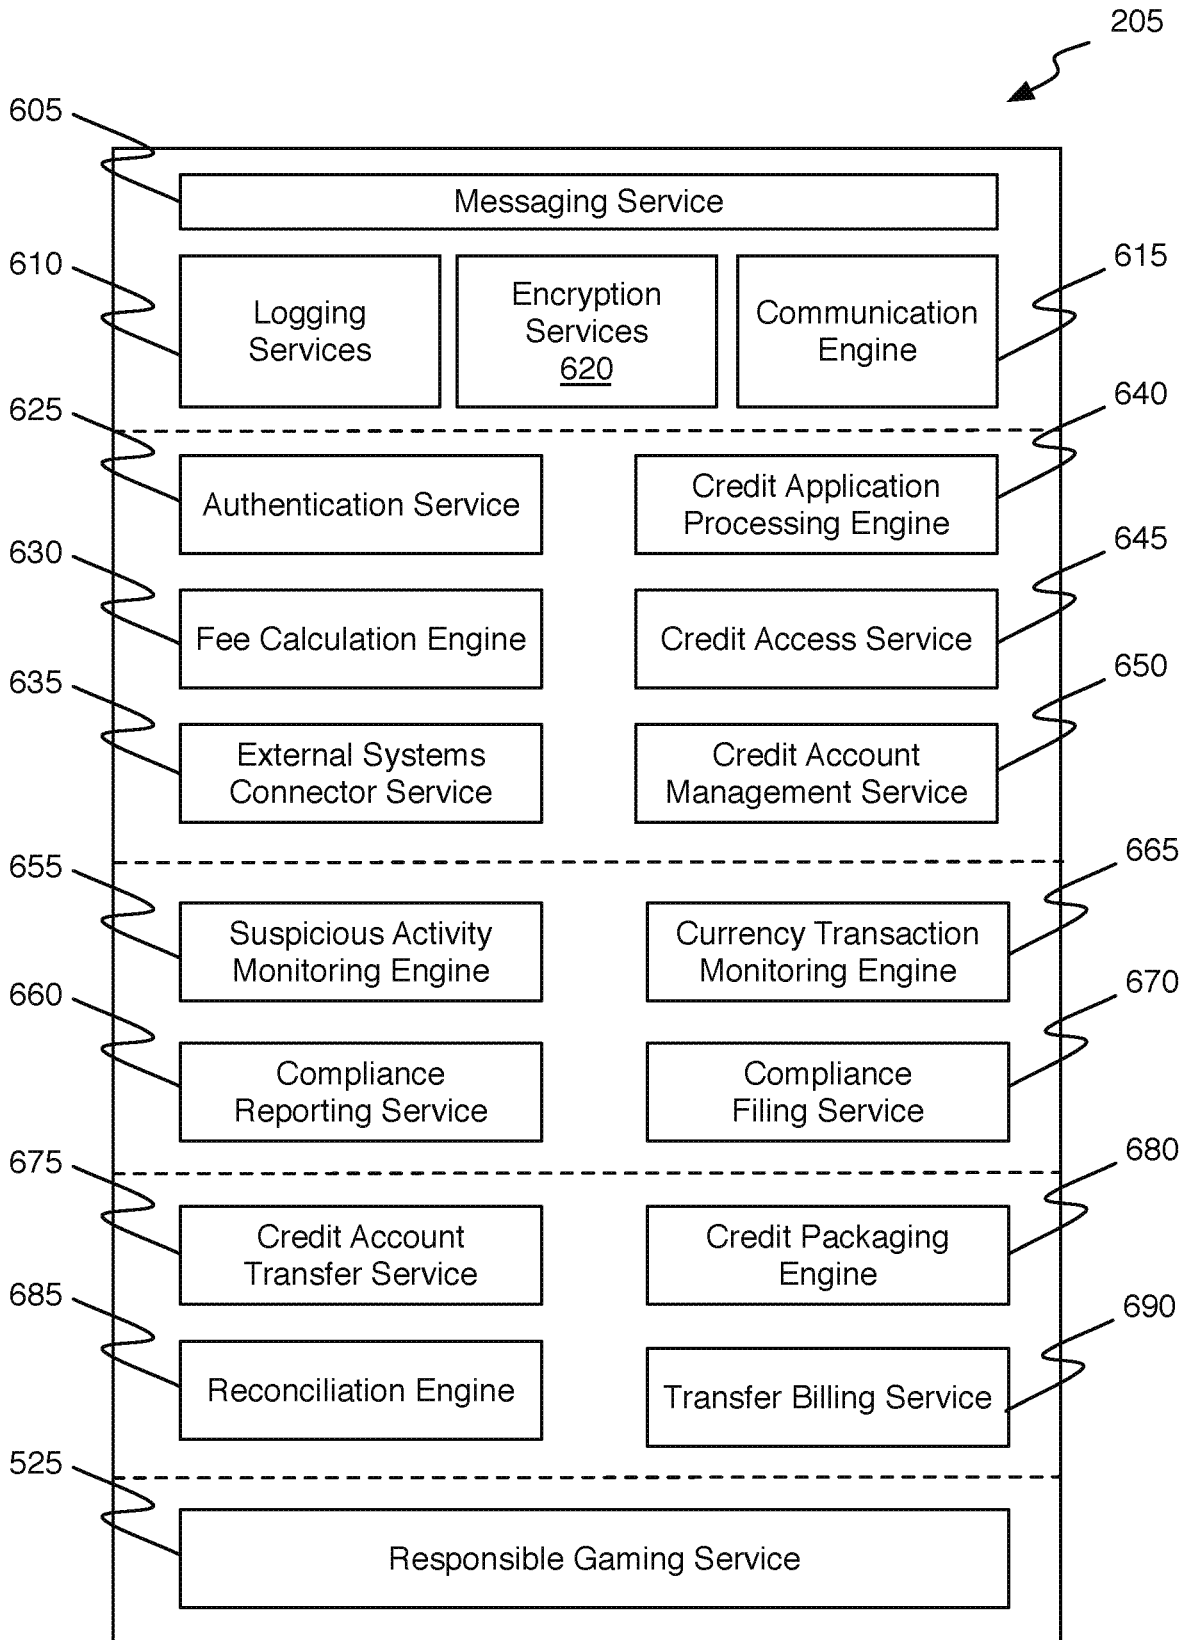 205
605
Messaging Service
610
615
Logging
Services
Encryption
Services
620
Communication
Engine
625
640
Authentication Service
Credit Application
Processing Engine
630
645
Fee Calculation Engine
Credit Access Service
635
650
External Systems
Connector Service
Credit Account
Management Service
655
665
Suspicious Activity
Monitoring Engine
Currency Transaction
Monitoring Engine
660
670
Compliance
Reporting Service
Compliance
Filing Service
675
680
Credit Account
Transfer Service
Credit Packaging
Engine
685
690
Reconciliation Engine
Transfer Billing Service
525
Responsible Gaming Service